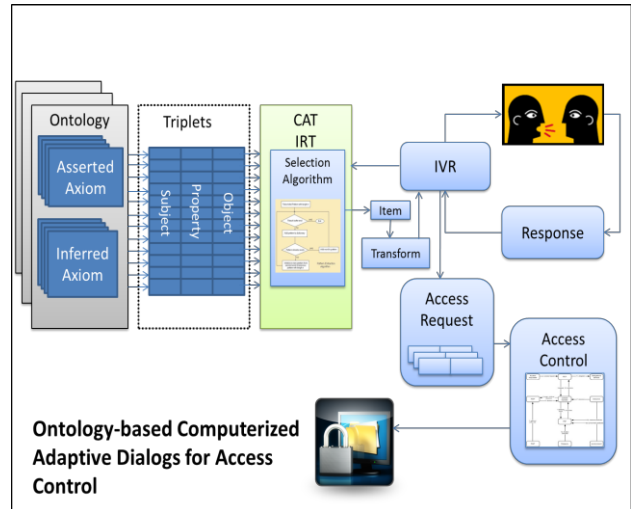 Ontology
Asserted
Axiom
Inferred
Axiom
Triplets
Subject
Property
Object
CAT
IRT
Selection
Algorithm
Item
Transform
IVR
Response
Access
Request
Access
Control
Ontology-based Computerized
Adaptive Dialogs for Access
Control